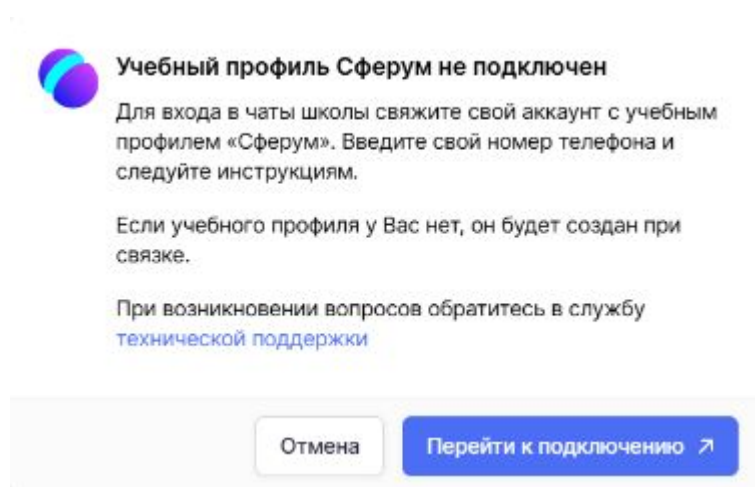 Учебный профиль Сферум не подключен
Для входа в чаты школы свяжите свой аккаунт с учебным
профилем «Сферум». Введите свой номер телефона и
следуйте инструкциям.
Если учебного профиля у Вас нет, он будет создан при
связке.
При возникновении вопросов обратитесь в службу
технической поддержки
Отмена
Перейти к подключению ↗